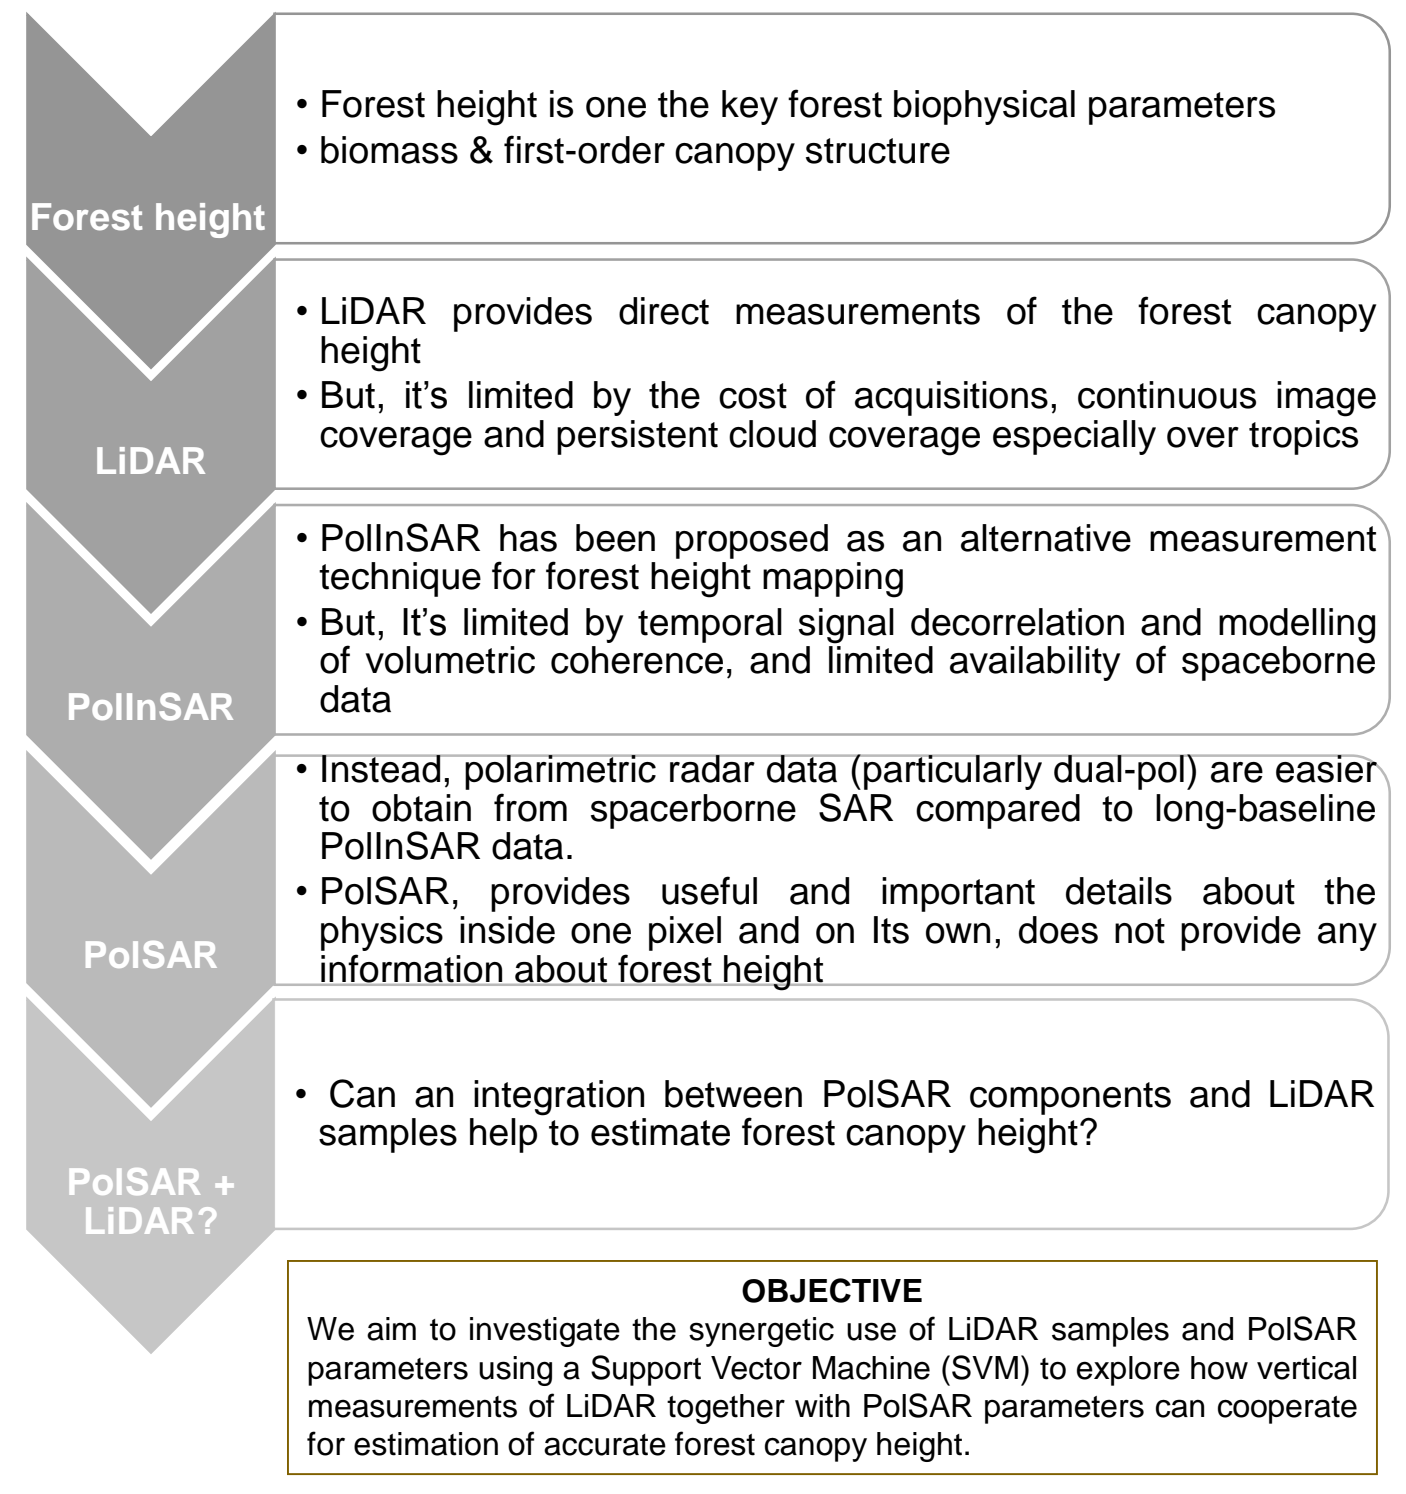 Forest height
• Forest height is one the key forest biophysical parameters
• biomass & first-order canopy structure
LiDAR
• LiDAR provides direct measurements of the forest canopy
height
• But, it’s limited by the cost of acquisitions, continuous image
coverage and persistent cloud coverage especially over tropics
PolInSAR
• PolInSAR has been proposed as an alternative measurement
technique for forest height mapping
• But, It’s limited by temporal signal decorrelation and modelling
of volumetric coherence, and limited availability of spaceborne
data
PolSAR
• Instead, polarimetric radar data (particularly dual-pol) are easier
to obtain from spacerborne SAR compared to long-baseline
PolInSAR data.
• PolSAR, provides useful and important details about the
physics inside one pixel and on Its own, does not provide any
information about forest height
PolSAR +
LiDAR?
• Can an integration between PolSAR components and LiDAR
samples help to estimate forest canopy height?
OBJECTIVE
We aim to investigate the synergetic use of LiDAR samples and PolSAR
parameters using a Support Vector Machine (SVM) to explore how vertical
measurements of LiDAR together with PolSAR parameters can cooperate
for estimation of accurate forest canopy height.